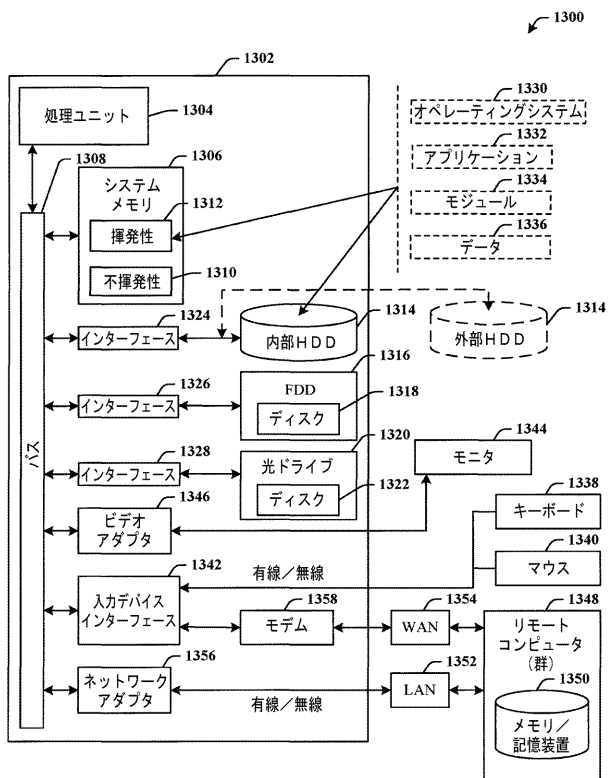 1300
1302
処理ユニット
1304
1308
1306
システム
メモリ
1312
揮発性
1310
不揮発性
1330
オペレーティングシステム
1332
アプリケーション
1334
モジュール
1336
データ
1324
インターフェース
1314
内部HDD
1314
外部HDD
1316
1326
インターフェース
FDD
1318
ディスク
1320
1328
インターフェース
光ドライブ
1322
ディスク
1344
モニタ
バス
1346
ビデオ
アダプタ
1338
キーボード
1340
マウス
1342
入力デバイス
インターフェース
有線/無線
1358
モデム
1354
WAN
1348
リモート
コンピュータ
(群)
1356
ネットワーク
アダプタ
有線/無線
1352
LAN
1350
メモリ/
記憶装置